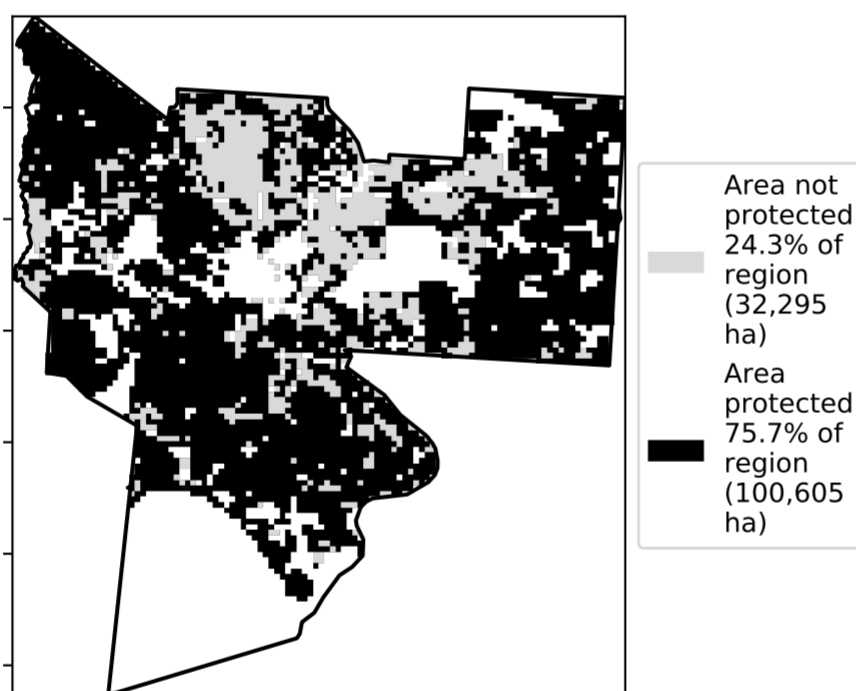 Area not
protected
24.3% of
region
(32,295
ha)
Area
protected
75.7% of
region
(100,605
ha)